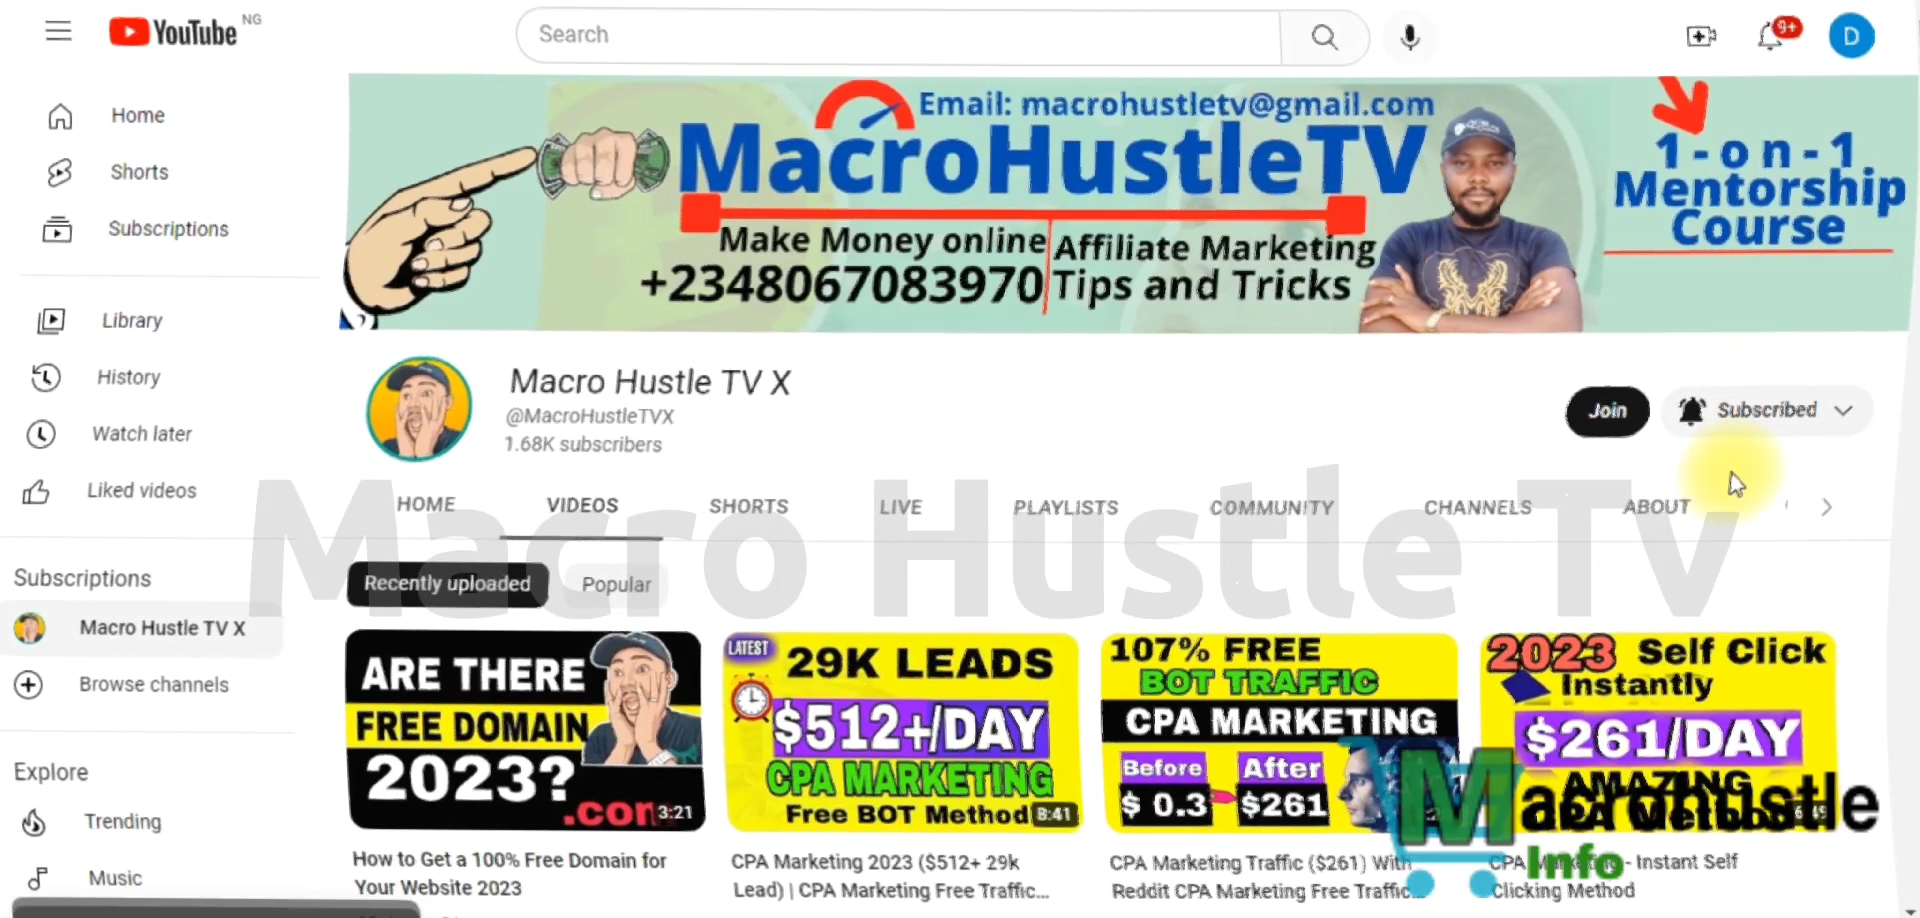 YouTube NG
Search
9+
D
Home
Shorts
Subscriptions
Library
History
Watch later
Liked videos
Subscriptions
Macro Hustle TV X
Browse channels
Explore
Trending
Music
Email: macrohustletv@gmail.com
MacroHustleTV
Make Money online
+2348067083970
Affiliate Marketing
Tips and Tricks
1-on-1
Mentorship
Course
Macro Hustle TV X
@MacroHustleTVX
1.68K subscribers
Join
Subscribed
HOME VIDEOS SHORTS LIVE PLAYLISTS COMMUNITY CHANNELS ABOUT
Macro Hustle Tv
Recently uploaded Popular
ARE THERE
FREE DOMAIN
2023?
.com
3:21
How to Get a 100% Free Domain for
Your Website 2023
LATEST
29K LEADS
$512+/DAY
CPA MARKETING
Free BOT Method
8:41
CPA Marketing 2023 ($512+ 29k
Lead) | CPA Marketing Free Traffic...
107% FREE
BOT TRAFFIC
CPA MARKETING
Before After
$ 0.3 $261
CPA Marketing Traffic ($261) With
Reddit CPA Marketing Free Traffic...
2023 Self Click
Instantly
$261/DAY
AMAZING
CPA Method
Macrohustle
Info
CPA Marketing - Instant Self
Clicking Method